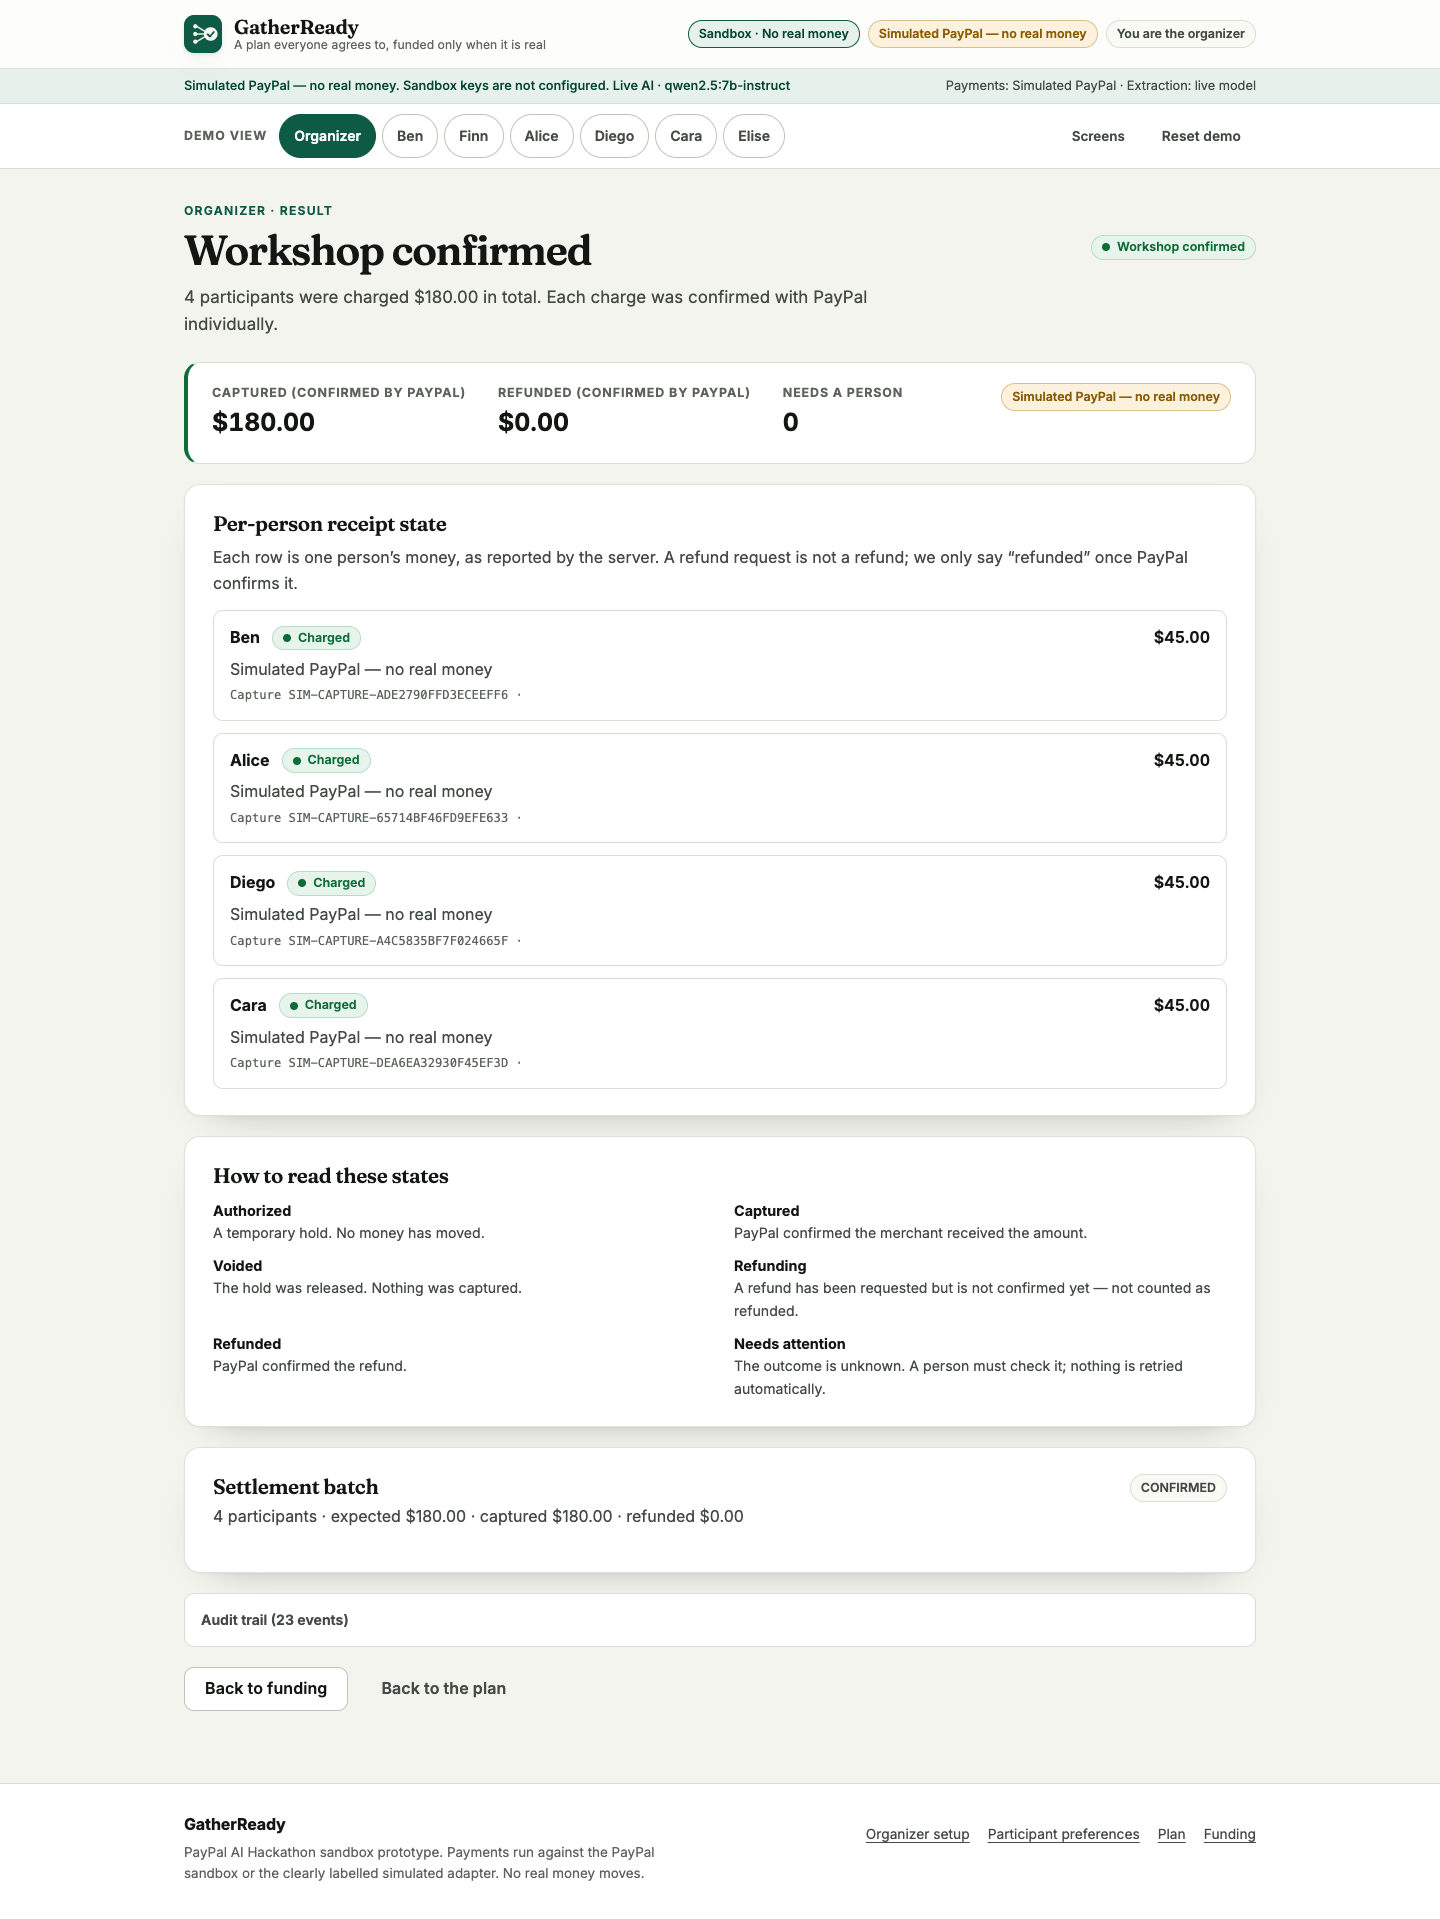 GatherReady
A plan everyone agrees to, funded only when it is real
Sandbox · No real money
Simulated PayPal — no real money
You are the organizer
Simulated PayPal — no real money. Sandbox keys are not configured. Live AI · qwen2.5:7b-instruct
Payments: Simulated PayPal · Extraction: live model
DEMO VIEW
Organizer
Ben
Finn
Alice
Diego
Cara
Elise
Screens
Reset demo
ORGANIZER · RESULT
Workshop confirmed
Workshop confirmed
4 participants were charged $180.00 in total. Each charge was confirmed with PayPal
individually.
CAPTURED (CONFIRMED BY PAYPAL)
$180.00
REFUNDED (CONFIRMED BY PAYPAL)
$0.00
NEEDS A PERSON
0
Simulated PayPal — no real money
Per-person receipt state
Each row is one person’s money, as reported by the server. A refund request is not a refund; we only say “refunded” once PayPal
confirms it.
Ben
Charged
$45.00
Simulated PayPal — no real money
Capture SIM-CAPTURE-ADE2790FFD3ECEEFF6 ·
Alice
Charged
$45.00
Simulated PayPal — no real money
Capture SIM-CAPTURE-65714BF46FD9EFE633 ·
Diego
Charged
$45.00
Simulated PayPal — no real money
Capture SIM-CAPTURE-A4C5835BF7F024665F ·
Cara
Charged
$45.00
Simulated PayPal — no real money
Capture SIM-CAPTURE-DEA6EA32930F45EF3D ·
How to read these states
Authorized
A temporary hold. No money has moved.
Captured
PayPal confirmed the merchant received the amount.
Voided
The hold was released. Nothing was captured.
Refunding
A refund has been requested but is not confirmed yet — not counted as
refunded.
Refunded
PayPal confirmed the refund.
Needs attention
The outcome is unknown. A person must check it; nothing is retried
automatically.
Settlement batch
CONFIRMED
4 participants · expected $180.00 · captured $180.00 · refunded $0.00
Audit trail (23 events)
Back to funding
Back to the plan
GatherReady
PayPal AI Hackathon sandbox prototype. Payments run against the PayPal
sandbox or the clearly labelled simulated adapter. No real money moves.
Organizer setup
Participant preferences
Plan
Funding